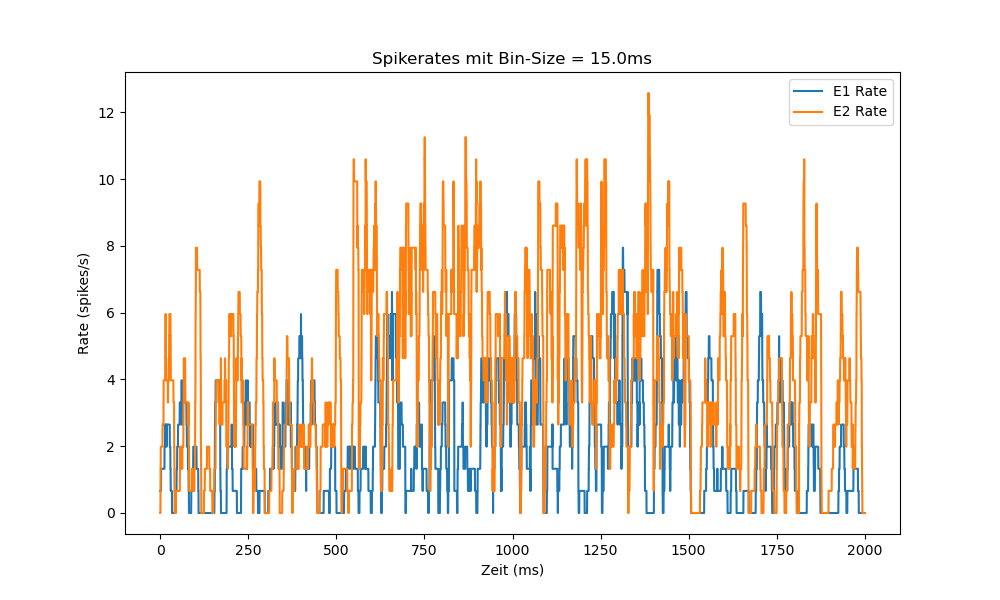 Spikerates mit Bin-Size = 15.0ms
E1 Rate
E2 Rate
Rate (spikes/s)
12
10
8
6
4
2
0
0 250 500 750 1000 1250 1500 1750 2000
Zeit (ms)